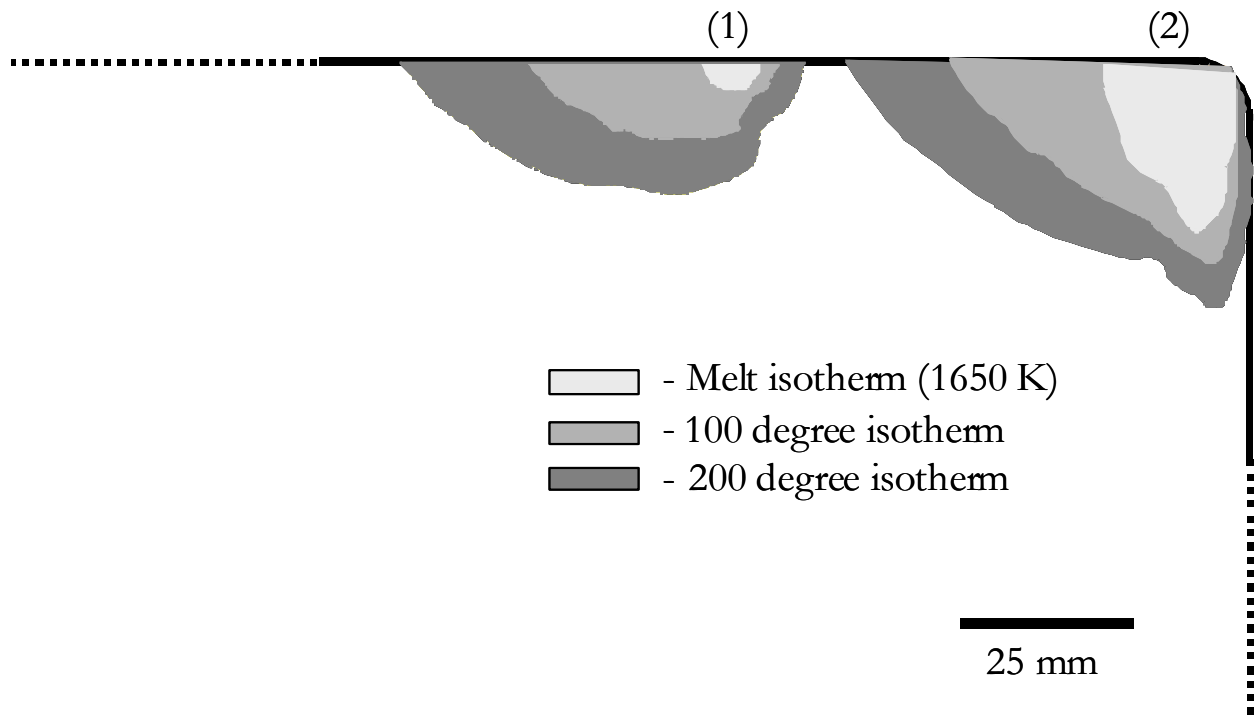 (1)
(2)
- Melt isotherm (1650 K)
- 100 degree isotherm
- 200 degree isotherm
25 mm